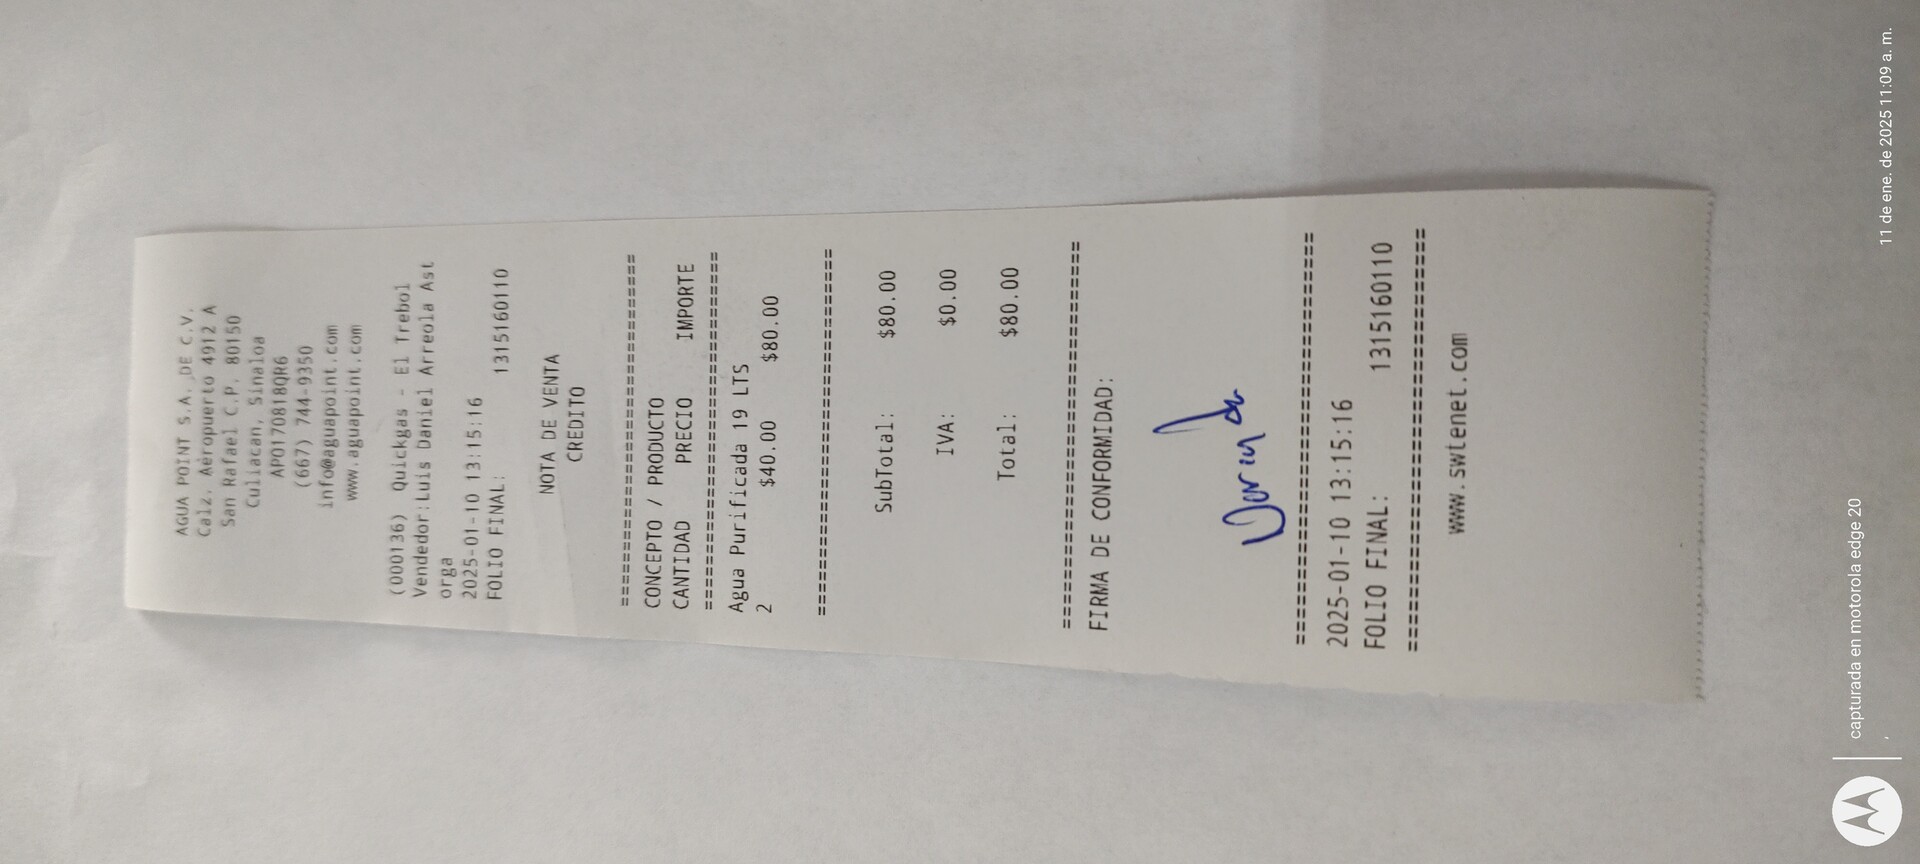 AGUA POINT S.A. DE C.V.
Calz. Aeropuerto 4912 A
San Rafael C.P. 80150
Culiacan, Sinaloa
APO170818QR6
(667) 744-9350
info@aguapoint.com
www.aguapoint.com
(000136) Quickgas - El Trebol
Vendedor:Luis Daniel Arreola Ast
orga
2025-01-10 13:15:16
FOLIO FINAL: 1315160110
NOTA DE VENTA
CREDITO
================================
CONCEPTO / PRODUCTO
CANTIDAD PRECIO IMPORTE
================================
Agua Purificada 19 LTS
2 $40.00 $80.00
================================
SubTotal: $80.00
IVA: $0.00
Total: $80.00
================================
FIRMA DE CONFORMIDAD:
================================
2025-01-10 13:15:16
FOLIO FINAL: 1315160110
================================
www.swtenet.com
capturada en motorola edge 20
11 de ene. de 2025 11:09 a. m.